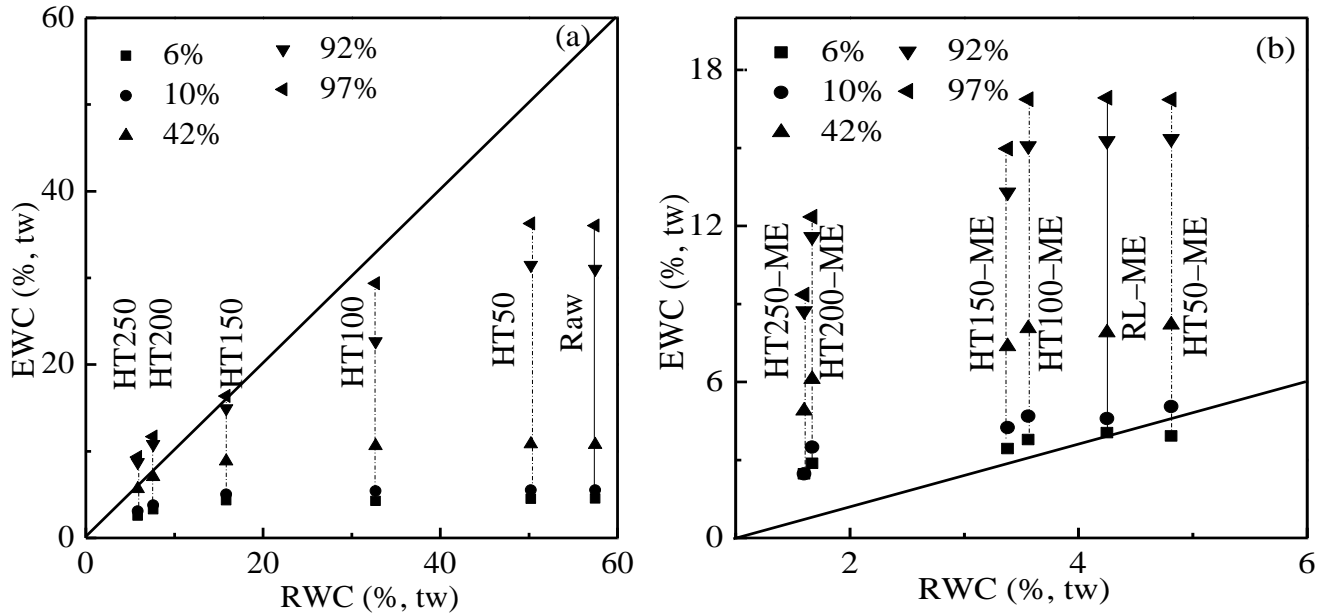 (a)
6%
10%
42%
92%
97%
60
40
20
0
EWC (%, tw)
HT250
HT200
HT150
HT100
HT50
Raw
0
20
40
60
RWC (%, tw)
(b)
6%
10%
42%
92%
97%
18
12
6
0
EWC (%, tw)
HT250–ME
HT200–ME
HT150–ME
HT100–ME
RL–ME
HT50–ME
2
4
6
RWC (%, tw)